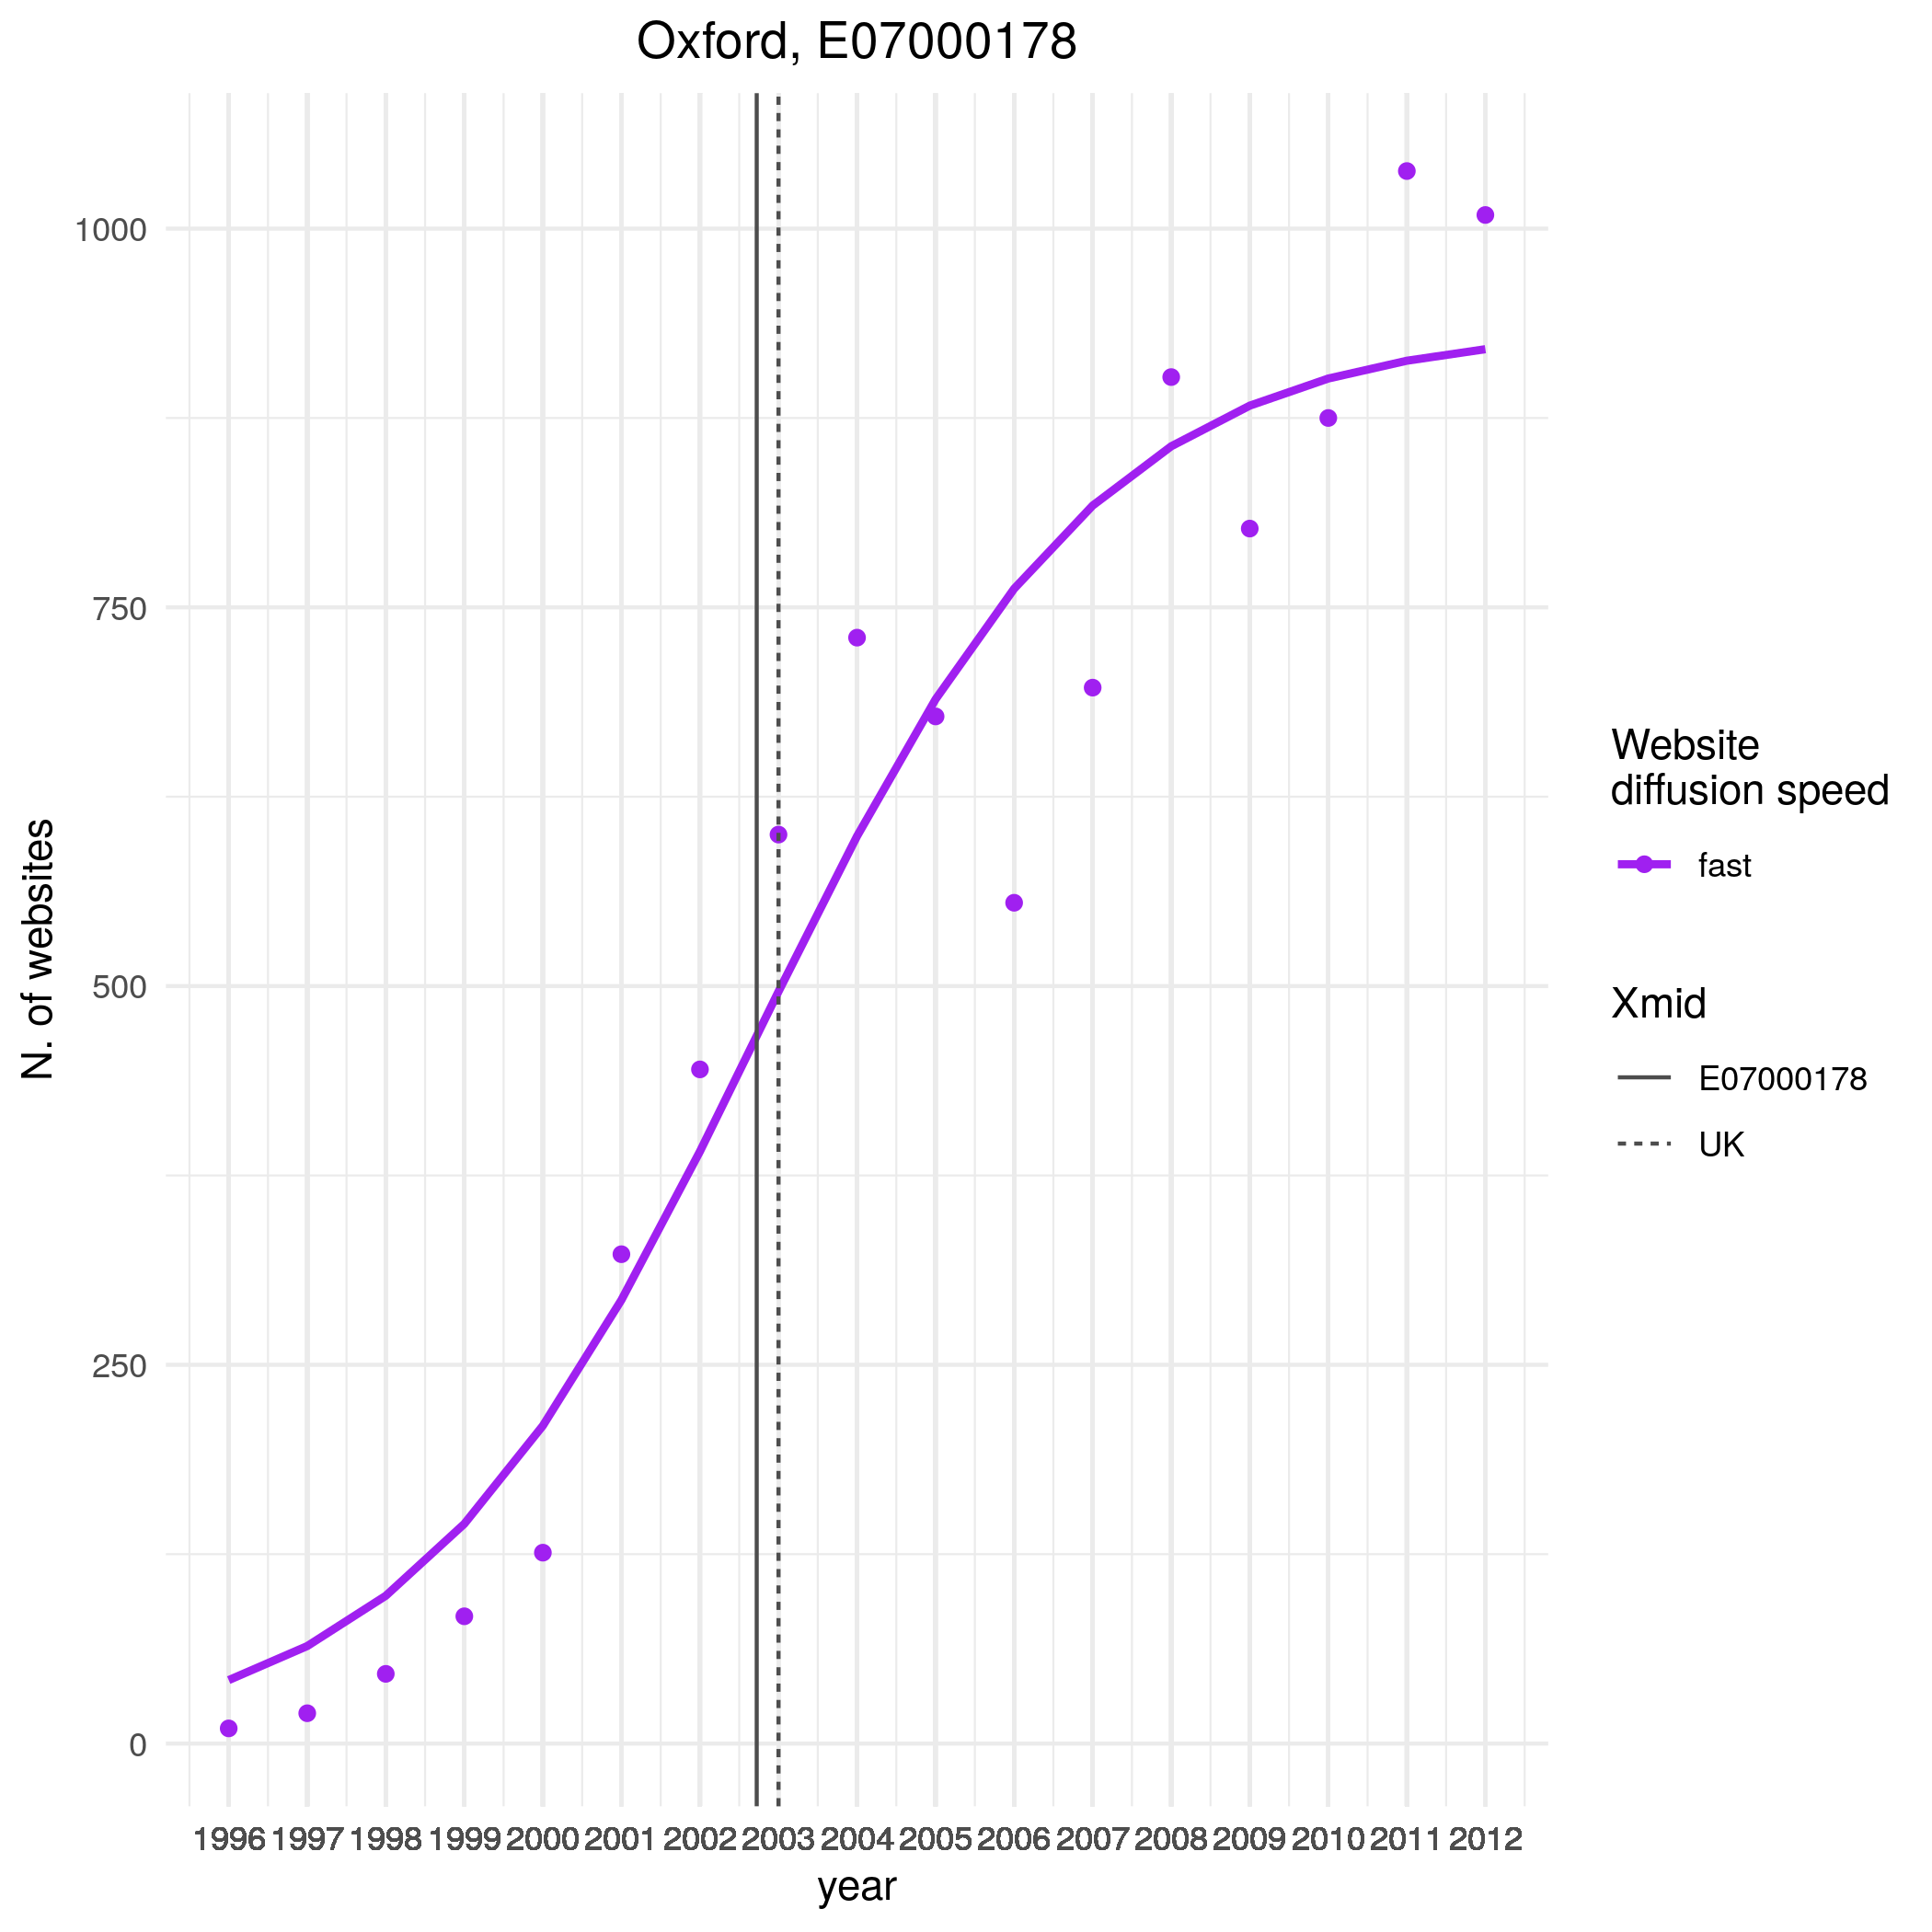 Oxford, E07000178
1000
750
500
250
0
N. of websites
1996 1997 1998 1999 2000 2001 2002 2003 2004 2005 2006 2007 2008 2009 2010 2011 2012
year
Website
diffusion speed
fast
Xmid
E07000178
UK